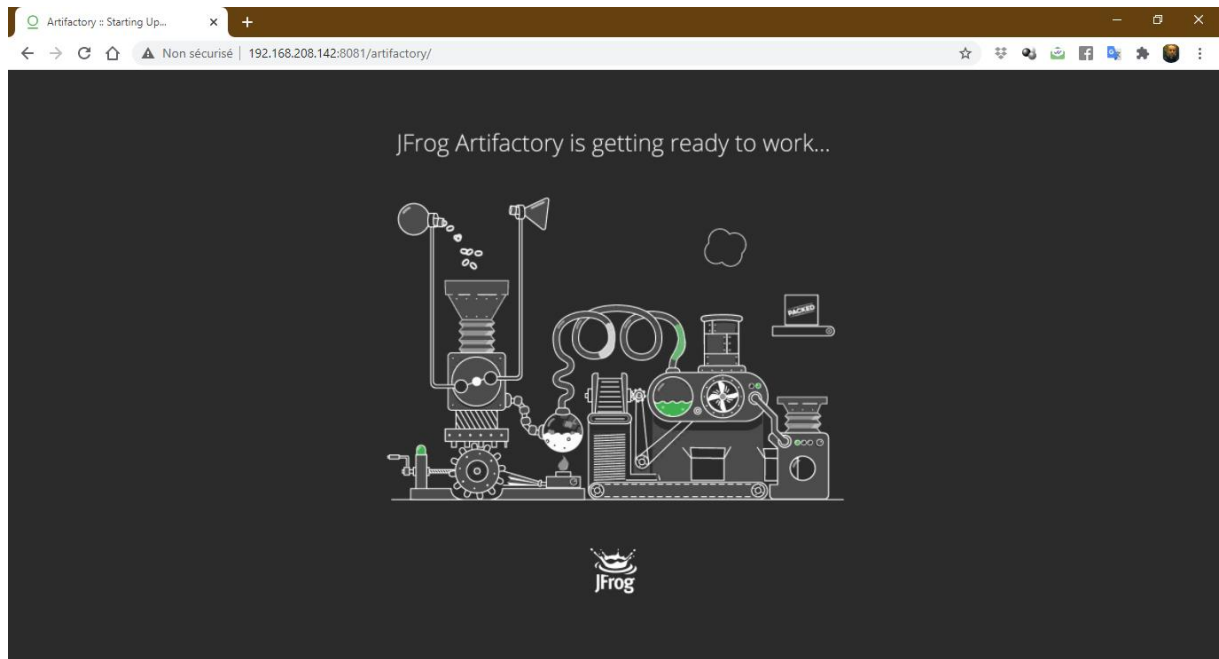 Artifactory :: Starting Up...
Non sécurisé | 192.168.208.142:8081/artifactory/
JFrog Artifactory is getting ready to work...
PACKED
JFrog